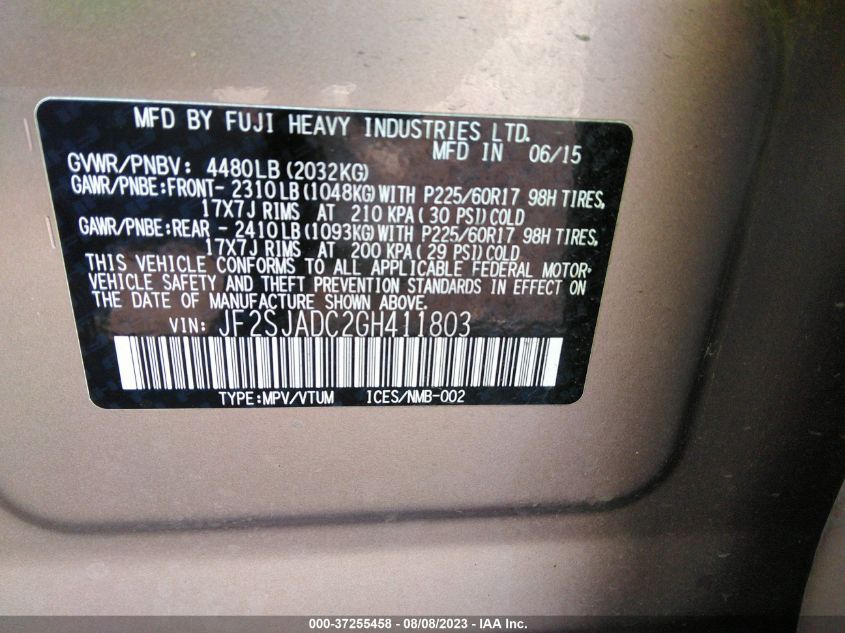 MFD BY FUJI HEAVY INDUSTRIES LTD.
MFD IN 06/15
GVWR/PNBV: 4480LB (2032KG)
GAWR/PNBE:FRONT- 2310LB (1048KG) WITH P225/60R17 98H TIRES,
17X7J RIMS AT 210 KPA ( 30 PSI) COLD
GAWR/PNBE:REAR - 2410LB (1093KG) WITH P225/60R17 98H TIRES,
17X7J RIMS AT 200 KPA ( 29 PSI) COLD
THIS VEHICLE CONFORMS TO ALL APPLICABLE FEDERAL MOTOR-
VEHICLE SAFETY AND THEFT PREVENTION STANDARDS IN EFFECT ON
THE DATE OF MANUFACTURE SHOWN ABOVE.
VIN: JF2SJADC2GH411803
TYPE:MPV/VTUM ICES/NMB-002
000-37255458 - 08/08/2023 - IAA Inc.